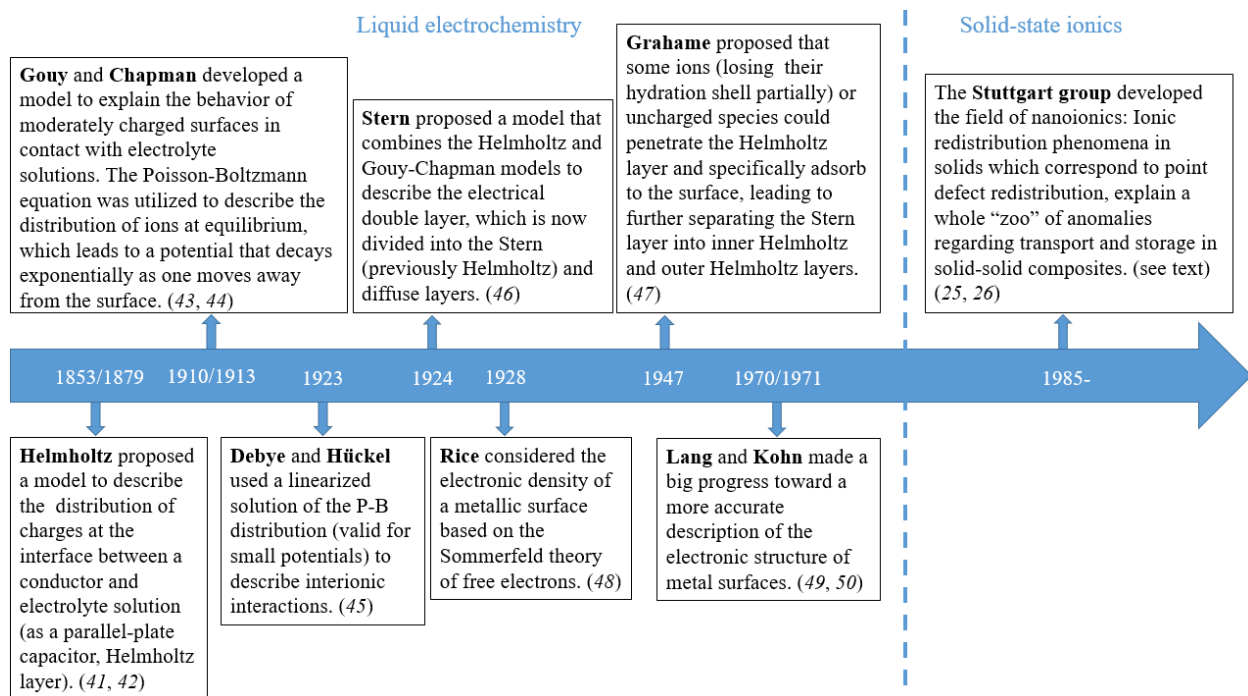 Liquid electrochemistry
Solid-state ionics
Gouy and Chapman developed a
model to explain the behavior of
moderately charged surfaces in
contact with electrolyte
solutions. The Poisson-Boltzmann
equation was utilized to describe the
distribution of ions at equilibrium,
which leads to a potential that decays
exponentially as one moves away
from the surface. (43, 44)
Stern proposed a model that
combines the Helmholtz and
Gouy-Chapman models to
describe the electrical
double layer, which is now
divided into the Stern
(previously Helmholtz) and
diffuse layers. (46)
Grahame proposed that
some ions (losing their
hydration shell partially) or
uncharged species could
penetrate the Helmholtz
layer and specifically adsorb
to the surface, leading to
further separating the Stern
layer into inner Helmholtz
and outer Helmholtz layers.
(47)
The Stuttgart group developed
the field of nanoionics: Ionic
redistribution phenomena in
solids which correspond to point
defect redistribution, explain a
whole “zoo” of anomalies
regarding transport and storage in
solid-solid composites. (see text)
(25, 26)
1853/1879
1910/1913
1923
1924
1928
1947
1970/1971
1985-
Helmholtz proposed
a model to describe
the distribution of
charges at the
interface between a
conductor and
electrolyte solution
(as a parallel-plate
capacitor, Helmholtz
layer). (41, 42)
Debye and Hückel
used a linearized
solution of the P-B
distribution (valid for
small potentials) to
describe interionic
interactions. (45)
Rice considered the
electronic density of
a metallic surface
based on the
Sommerfeld theory
of free electrons. (48)
Lang and Kohn made a
big progress toward a
more accurate
description of the
electronic structure of
metal surfaces. (49, 50)